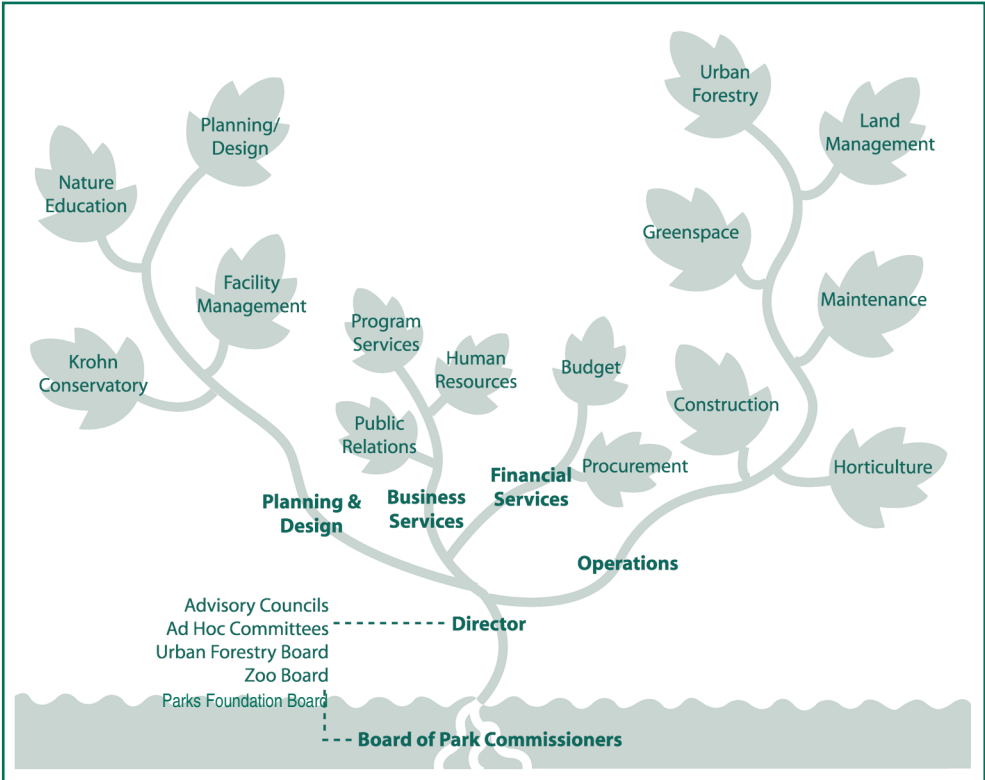 Urban
Forestry
Planning/
Design
Land
Management
Nature
Education
Greenspace
Facility
Management
Maintenance
Program
Services
Human
Resources
Budget
Krohn
Conservatory
Construction
Public
Relations
Procurement
Horticulture
Planning &
Design
Business
Services
Financial
Services
Operations
Advisory Councils
Ad Hoc Committees
Urban Forestry Board
Zoo Board
Parks Foundation Board
Director
Board of Park Commissioners